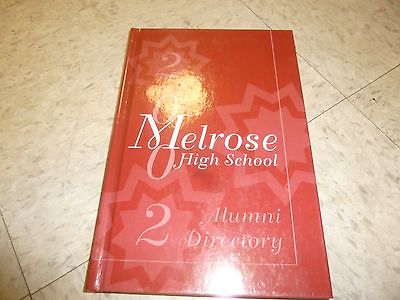 2
0
Melrose
High School
0
2
Alumni
Directory